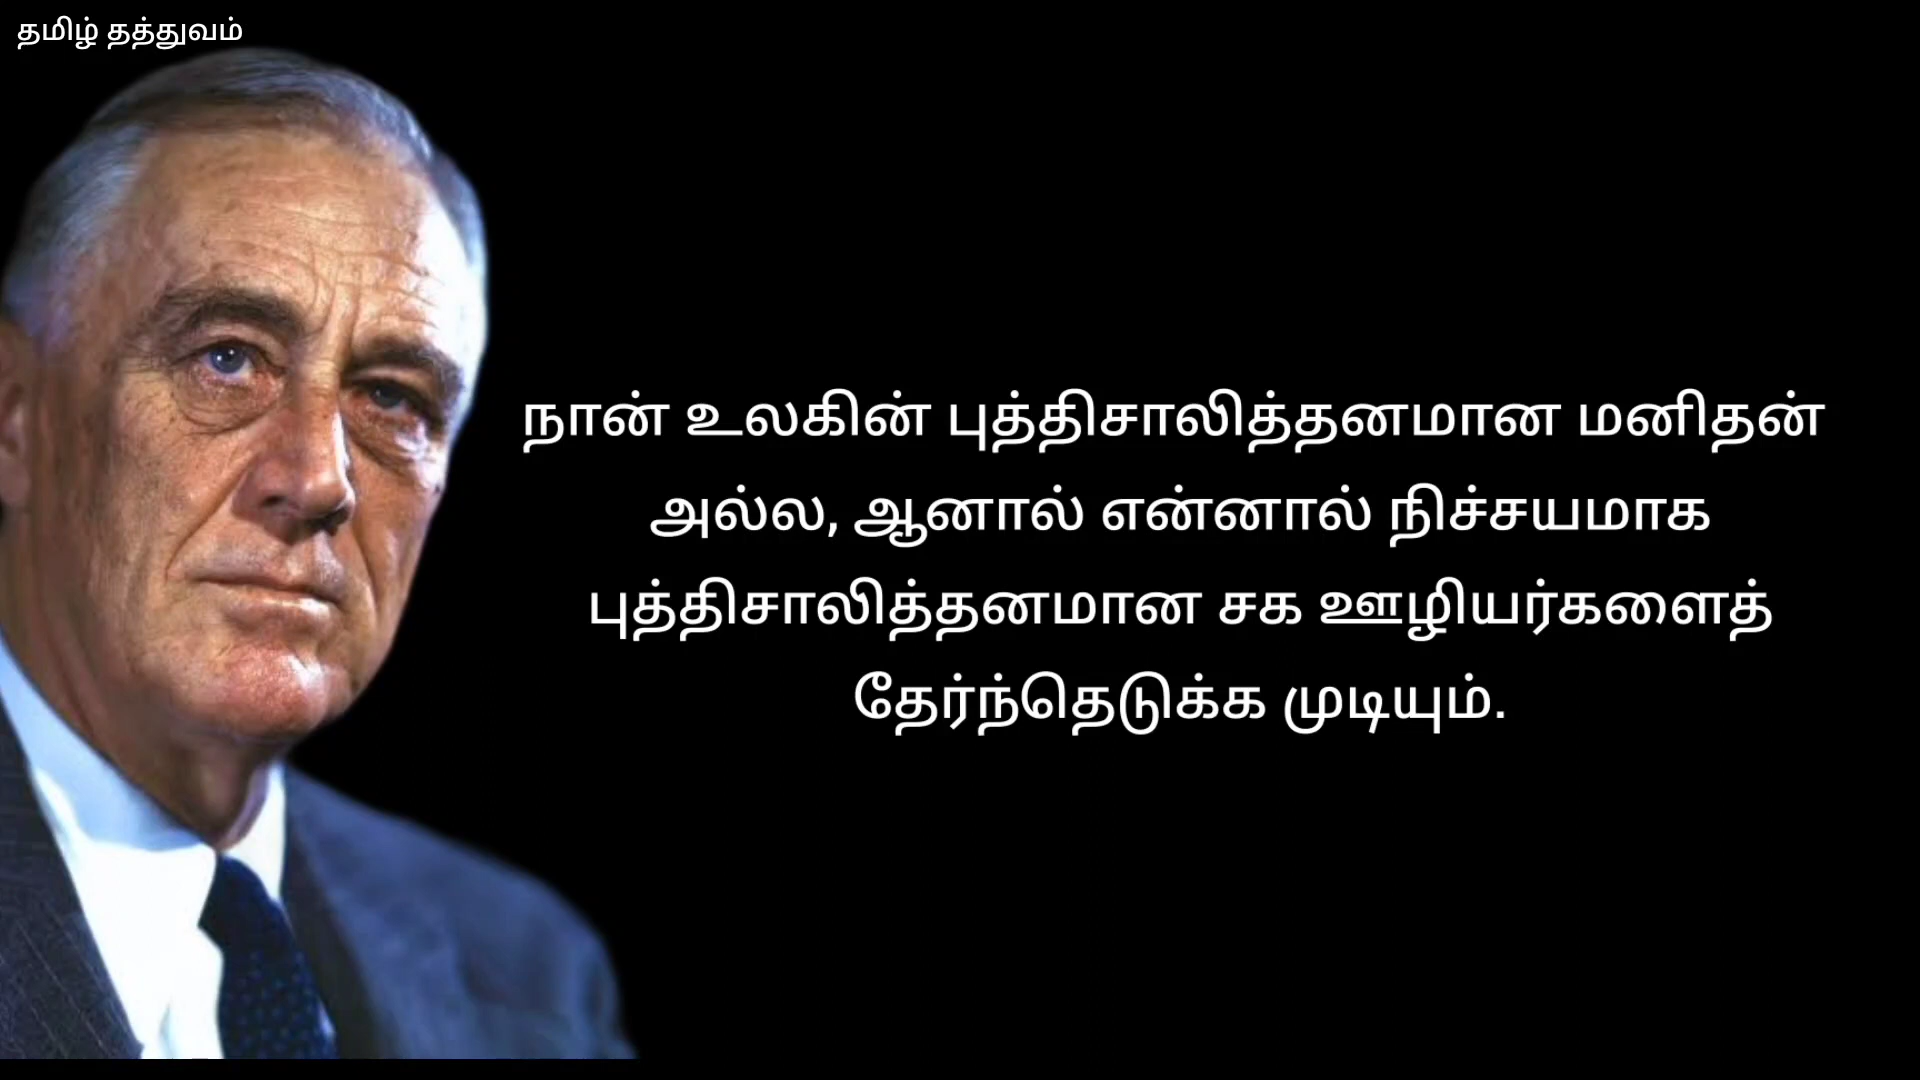 தமிழ் தத்துவம்
நான் உலகின் புத்திசாலித்தனமான மனிதன்
அல்ல, ஆனால் என்னால் நிச்சயமாக
புத்திசாலித்தனமான சக ஊழியர்களைத்
தேர்ந்தெடுக்க முடியும்.